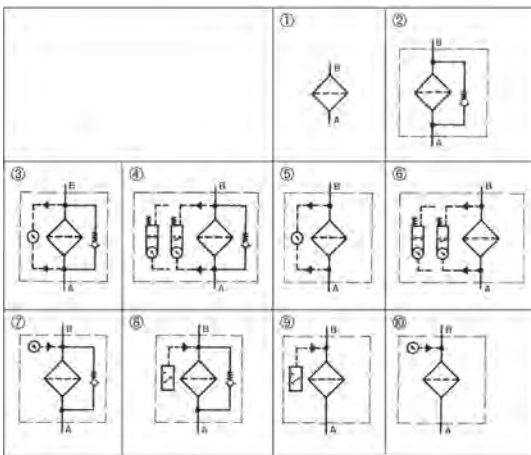 ① ②
B B
A A
③ ④ ⑤ ⑥
B B B B
A A A A
⑦ ⑧ ⑨ ⑩
B B B B
A A A A